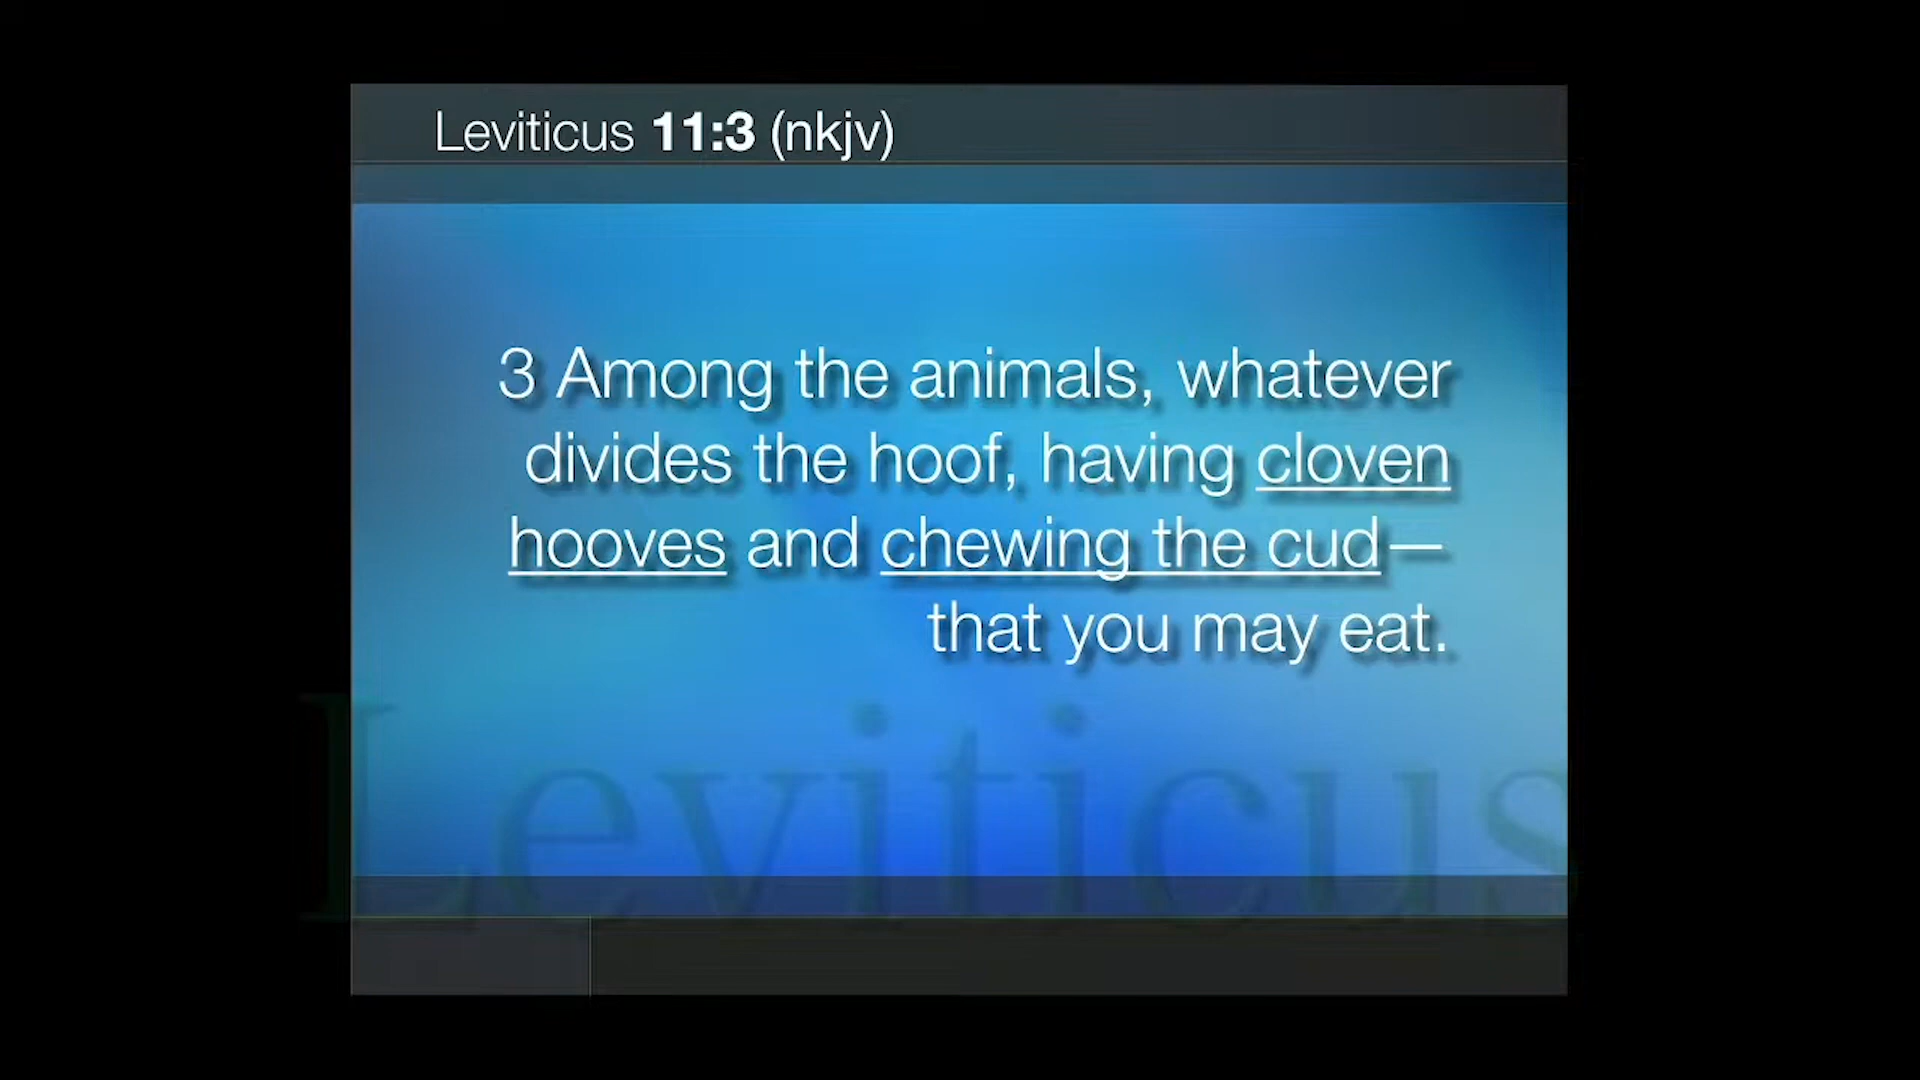 Leviticus 11:3 (nkjv)
3 Among the animals, whatever
divides the hoof, having cloven
hooves and chewing the cud—
that you may eat.
Leviticus